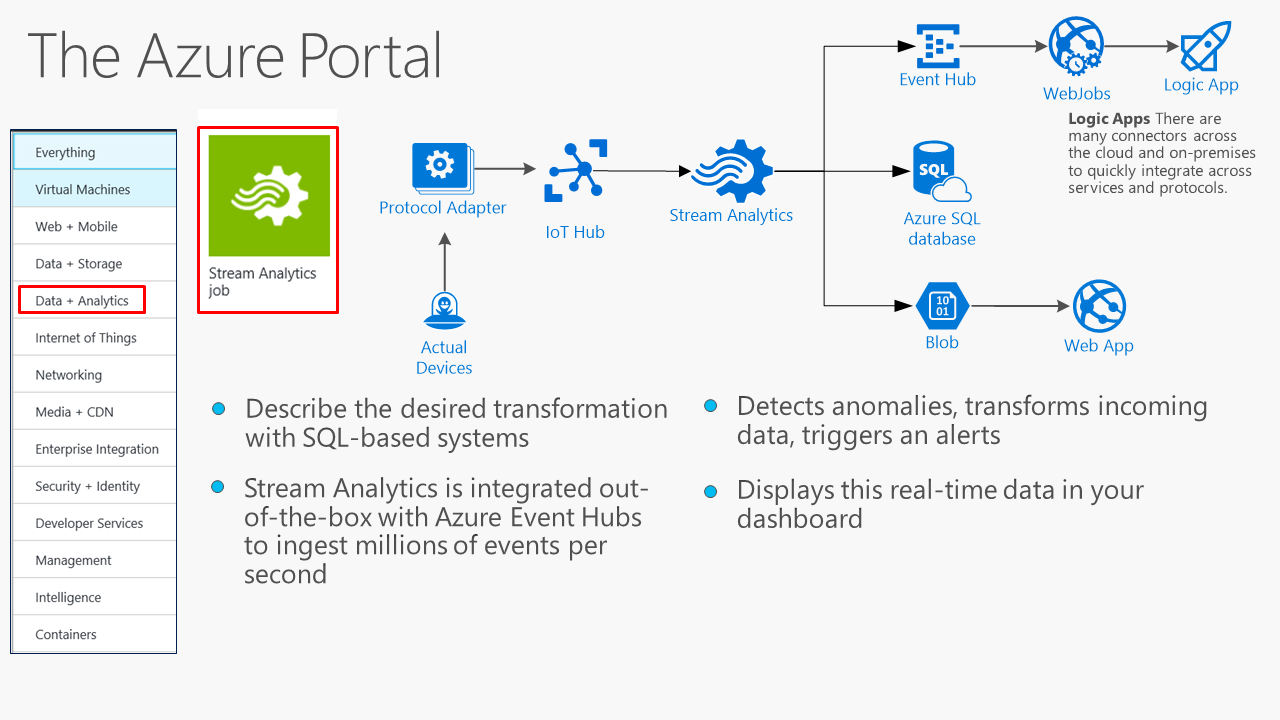 The Azure Portal
Everything
Virtual Machines
Web + Mobile
Data + Storage
Data + Analytics
Internet of Things
Networking
Media + CDN
Enterprise Integration
Security + Identity
Developer Services
Management
Intelligence
Containers
Stream Analytics
job
Protocol Adapter
Actual
Devices
IoT Hub
Stream Analytics
Event Hub
WebJobs
Logic App
Logic Apps There are
many connectors across
the cloud and on-premises
to quickly integrate across
services and protocols.
SQL
Azure SQL
database
10
01
Blob
Web App
Describe the desired transformation
with SQL-based systems
Stream Analytics is integrated out-
of-the-box with Azure Event Hubs
to ingest millions of events per
second
Detects anomalies, transforms incoming
data, triggers an alerts
Displays this real-time data in your
dashboard